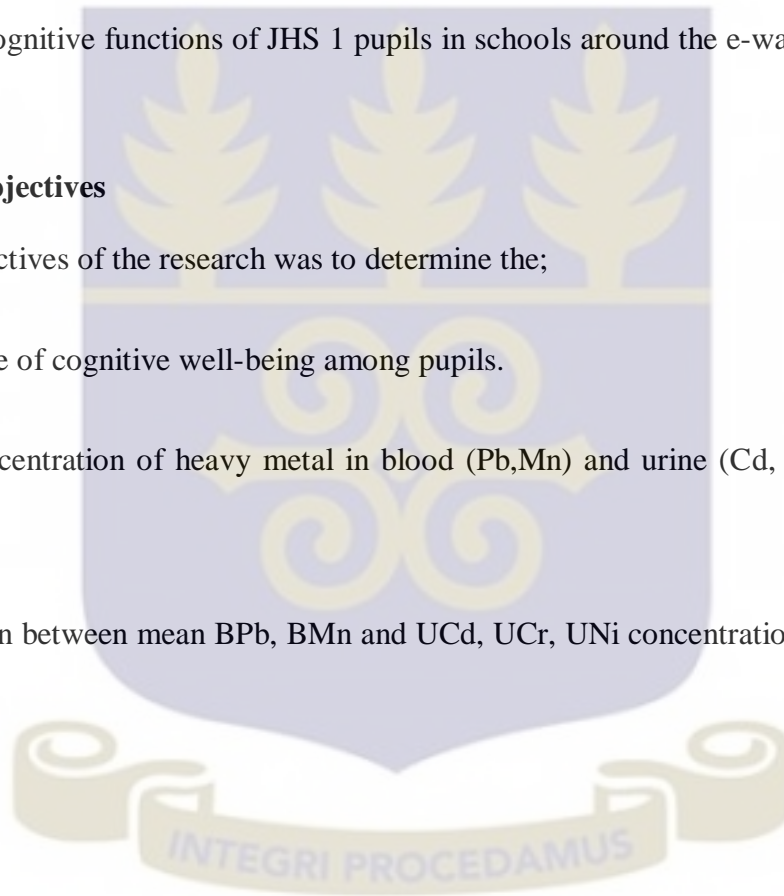 ognitive functions of JHS 1 pupils in schools around the e-wa
jectives
ctives of the research was to determine the;
e of cognitive well-being among pupils.
centration of heavy metal in blood (Pb,Mn) and urine (Cd,
n between mean BPb, BMn and UCd, UCr, UNi concentratio
INTEGRI PROCEDAMUS